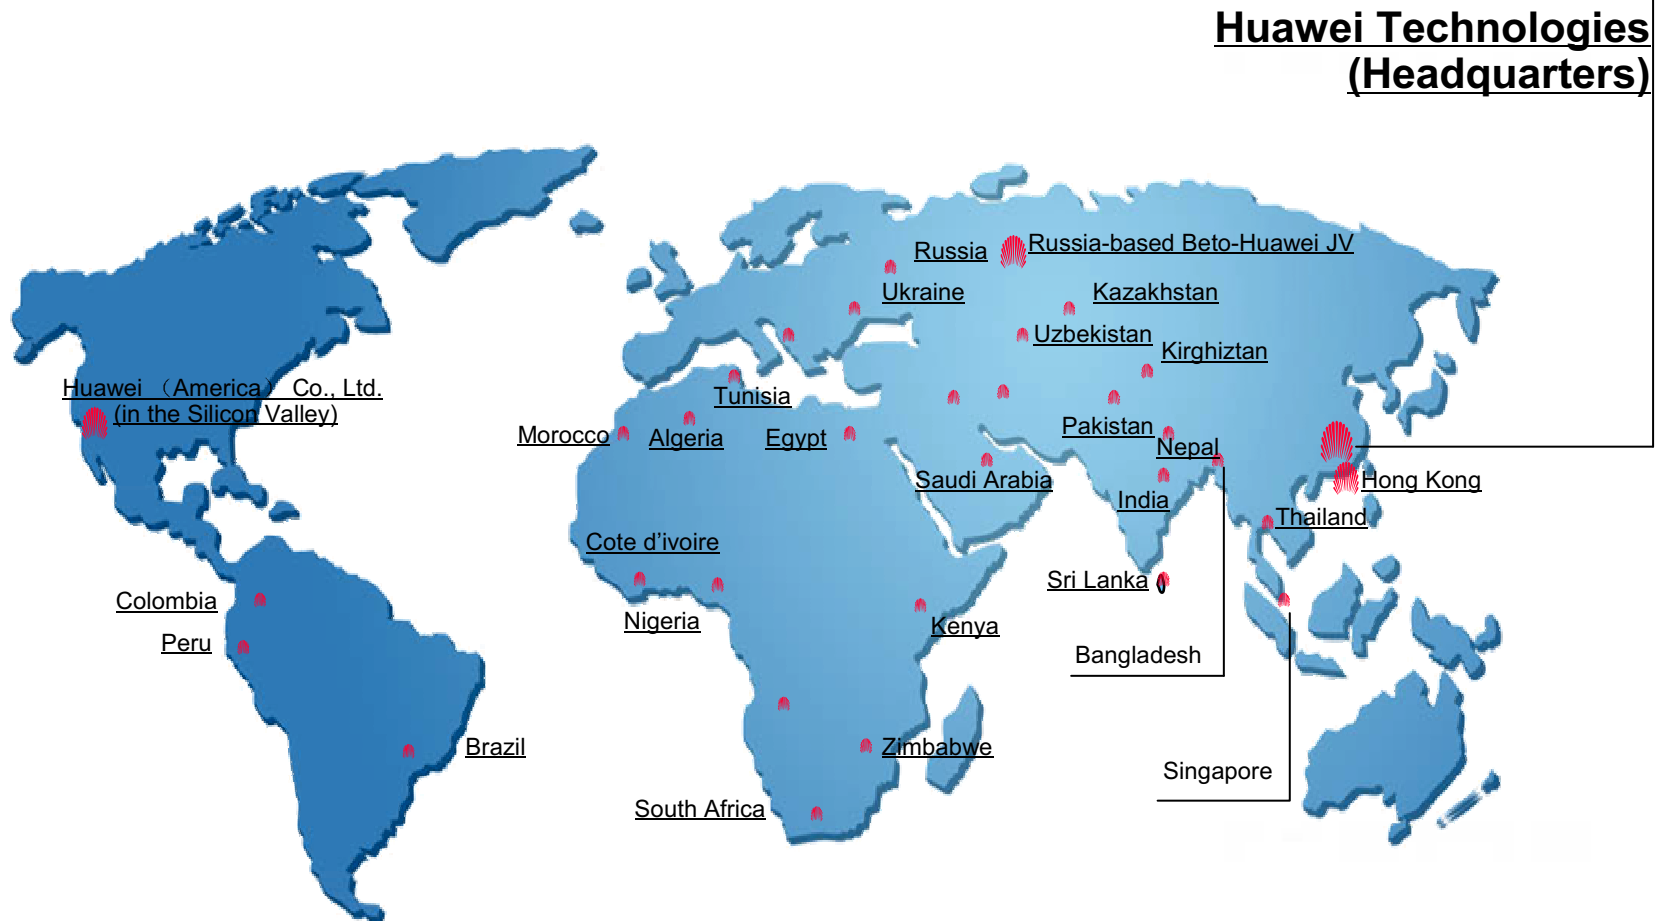 Huawei Technologies
(Headquarters)
Russia
Russia-based Beto-Huawei JV
Ukraine
Kazakhstan
Uzbekistan
Kirghiztan
Huawei （America） Co., Ltd.
(in the Silicon Valley)
Tunisia
Morocco
Algeria
Egypt
Pakistan
Nepal
Saudi Arabia
Hong Kong
India
Thailand
Cote d'ivoire
Sri Lanka
Colombia
Nigeria
Kenya
Peru
Bangladesh
Brazil
Zimbabwe
Singapore
South Africa